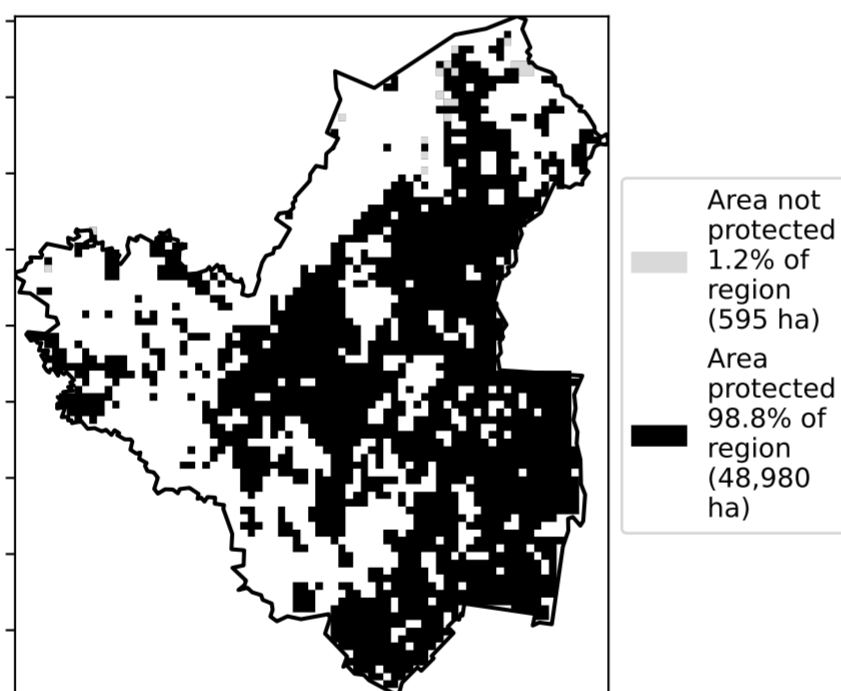 Area not
protected
1.2% of
region
(595 ha)
Area
protected
98.8% of
region
(48,980
ha)